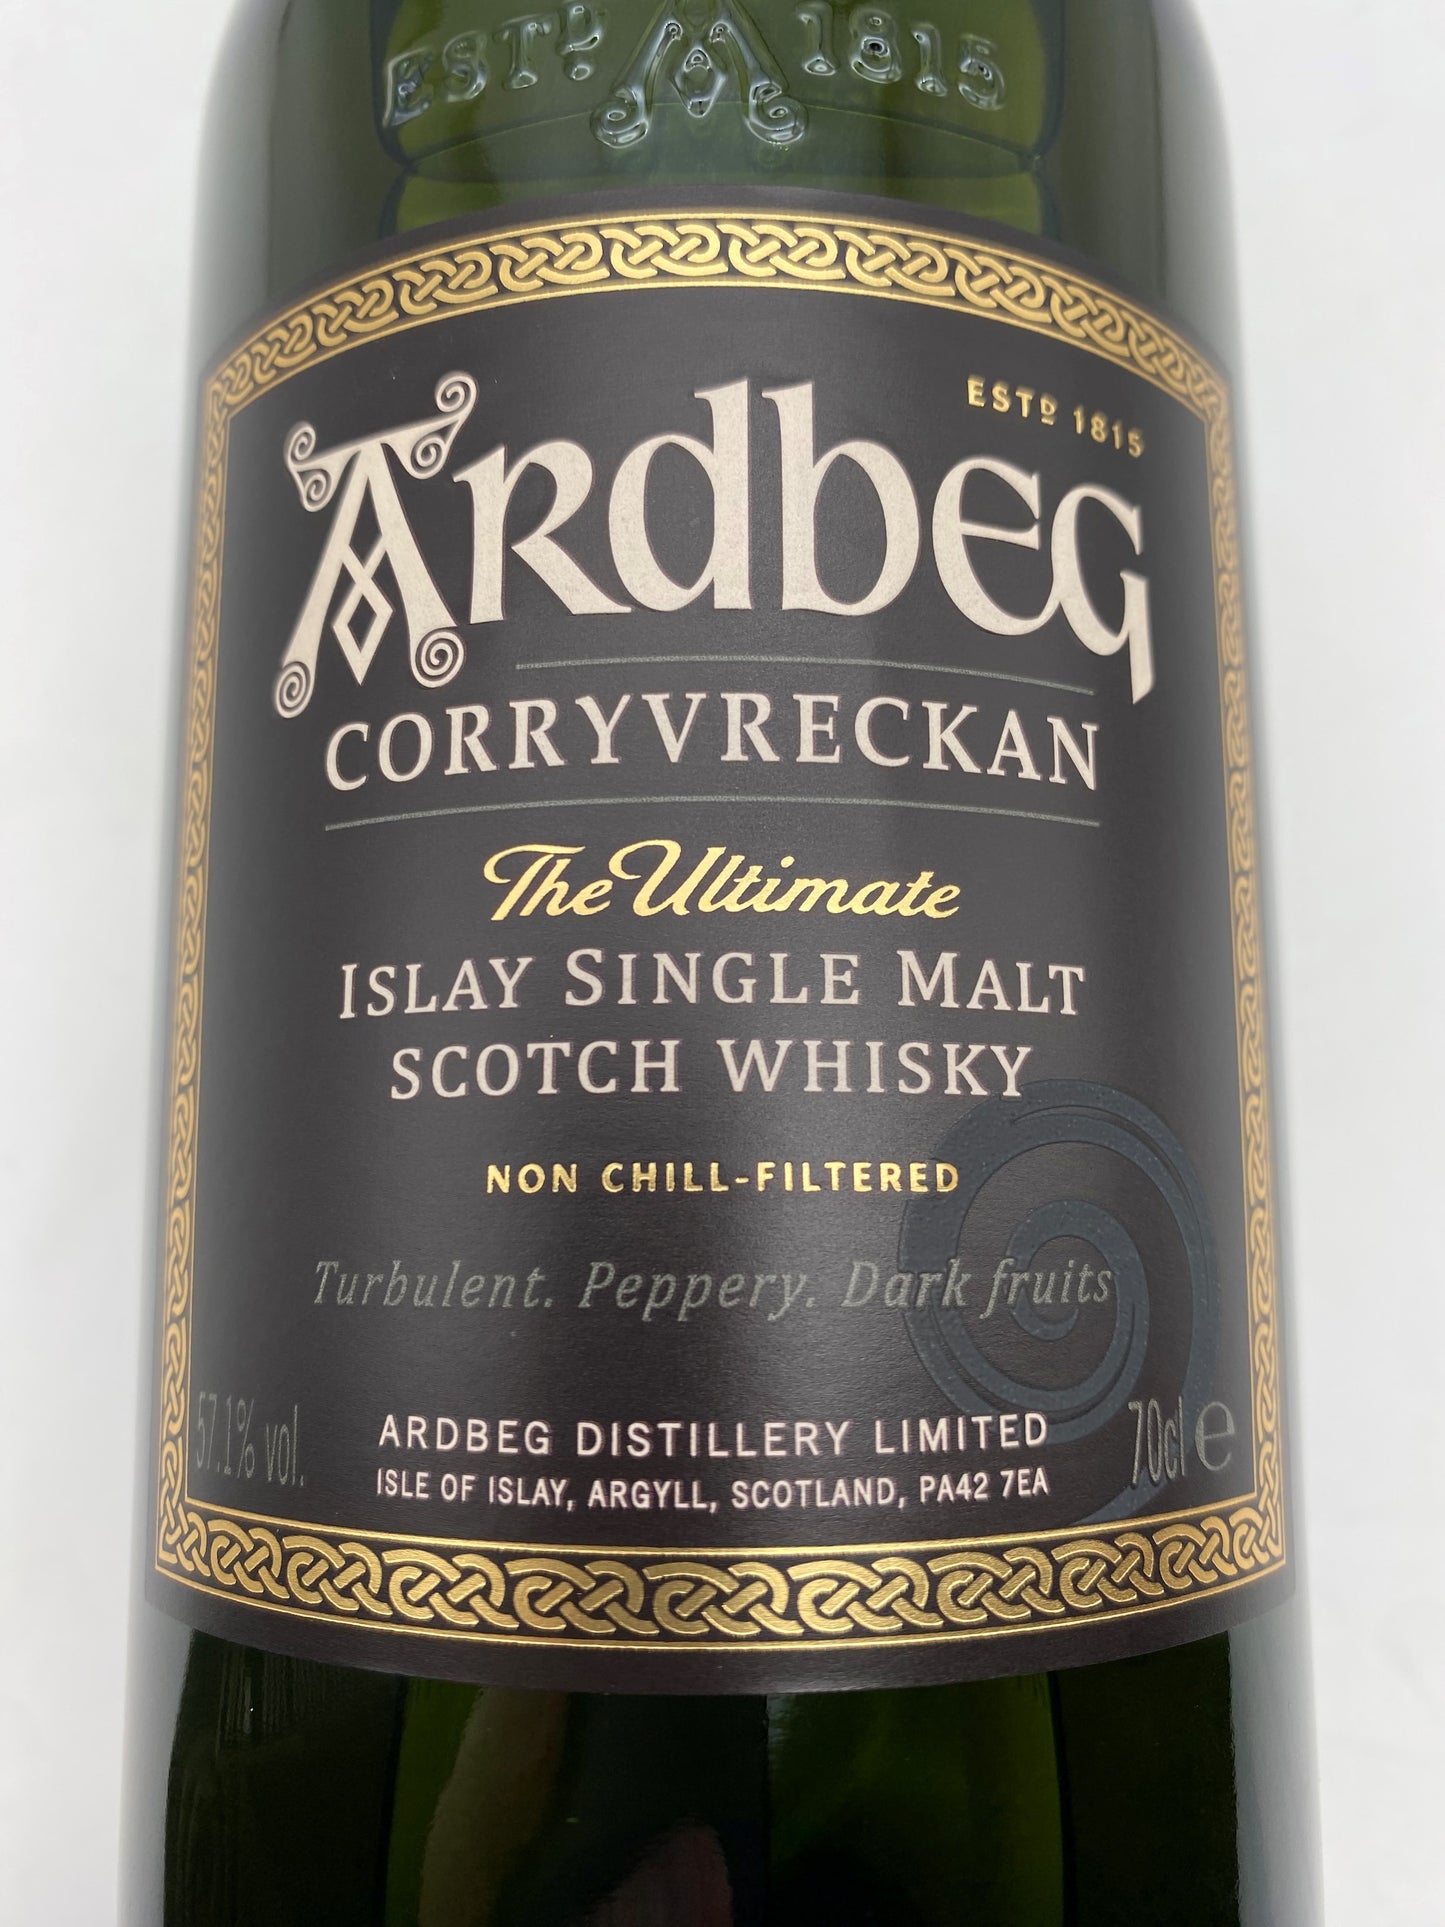 ESTD 1815
ESTD 1815
Ardbeg
CORRYVRECKAN
The Ultimate
ISLAY SINGLE MALT
SCOTCH WHISKY
NON CHILL-FILTERED
Turbulent. Peppery. Dark fruits
57.1% vol.
ARDBEG DISTILLERY LIMITED
70cl e
ISLE OF ISLAY, ARGYLL, SCOTLAND, PA42 7EA